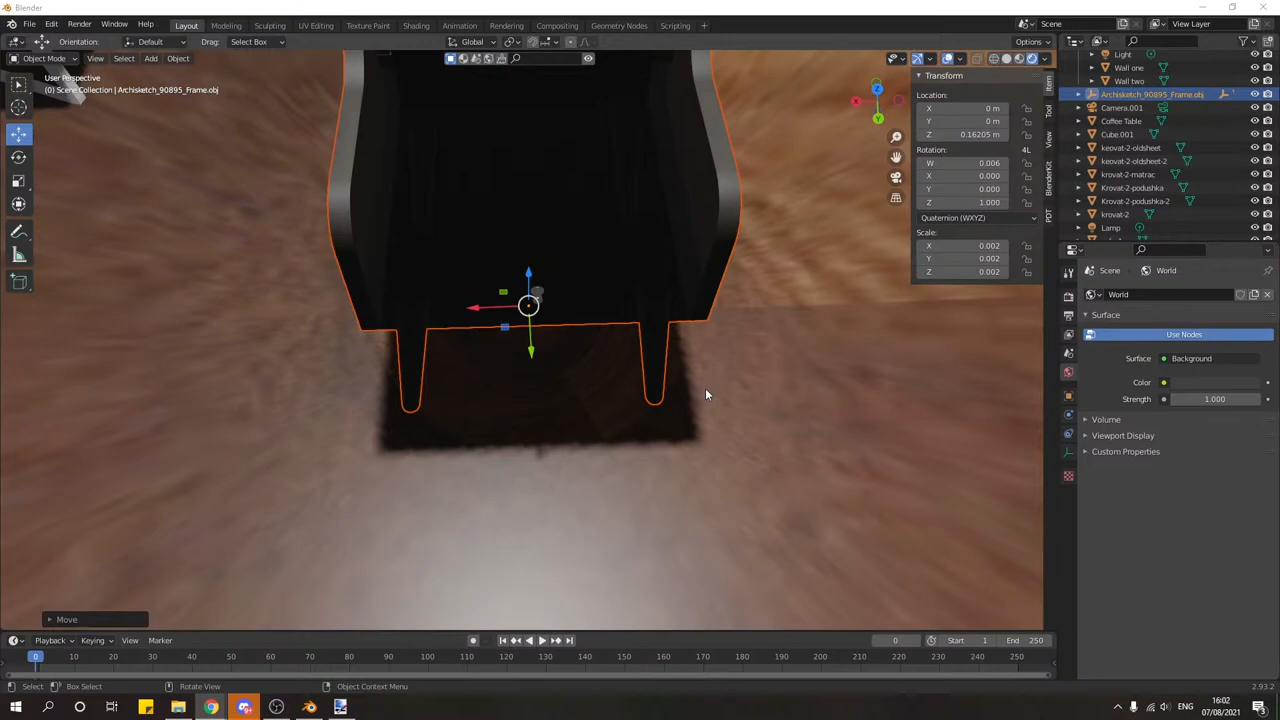 Blender
File Edit Render Window Help Layout Modeling Sculpting UV Editing Texture Paint Shading Animation Rendering Compositing Geometry Nodes Scripting + Scene View Layer
Orientation: Default Drag: Select Box Global Options
Object Mode View Select Add Object
User Perspective
(0) Scene Collection | Archisketch_90895_Frame.obj
Transform
Location:
X 0 m
Y 0 m
Z 0.16205 m
Rotation: 4L
W 0.006
X 0.000
Y 0.000
Z 1.000
Quaternion (WXYZ)
Scale:
X 0.002
Y 0.002
Z 0.002
Item
Tool
View
BlenderKit
PDT
X
Y
Z
Light
Wall one
Wall two
Archisketch_90895_Frame.obj
Camera.001
Coffee Table
Cube.001
keovat-2-oldsheet
keovat-2-oldsheet-2
krovat-2-matrac
Krovat-2-podushka
Krovat-2-podushka-2
krovat-2
Lamp
Scene World
World
Surface
Use Nodes
Surface Background
Color
Strength 1.000
Volume
Viewport Display
Custom Properties
Move
Playback Keying View Marker 0 Start 1 End 250
0 10 20 30 40 50 60 70 80 90 100 110 120 130 140 150 160 170 180 190 200 210 220 230 240 250
Select Box Select Rotate View Object Context Menu 2.93.2
ENG 16:02
07/08/2021